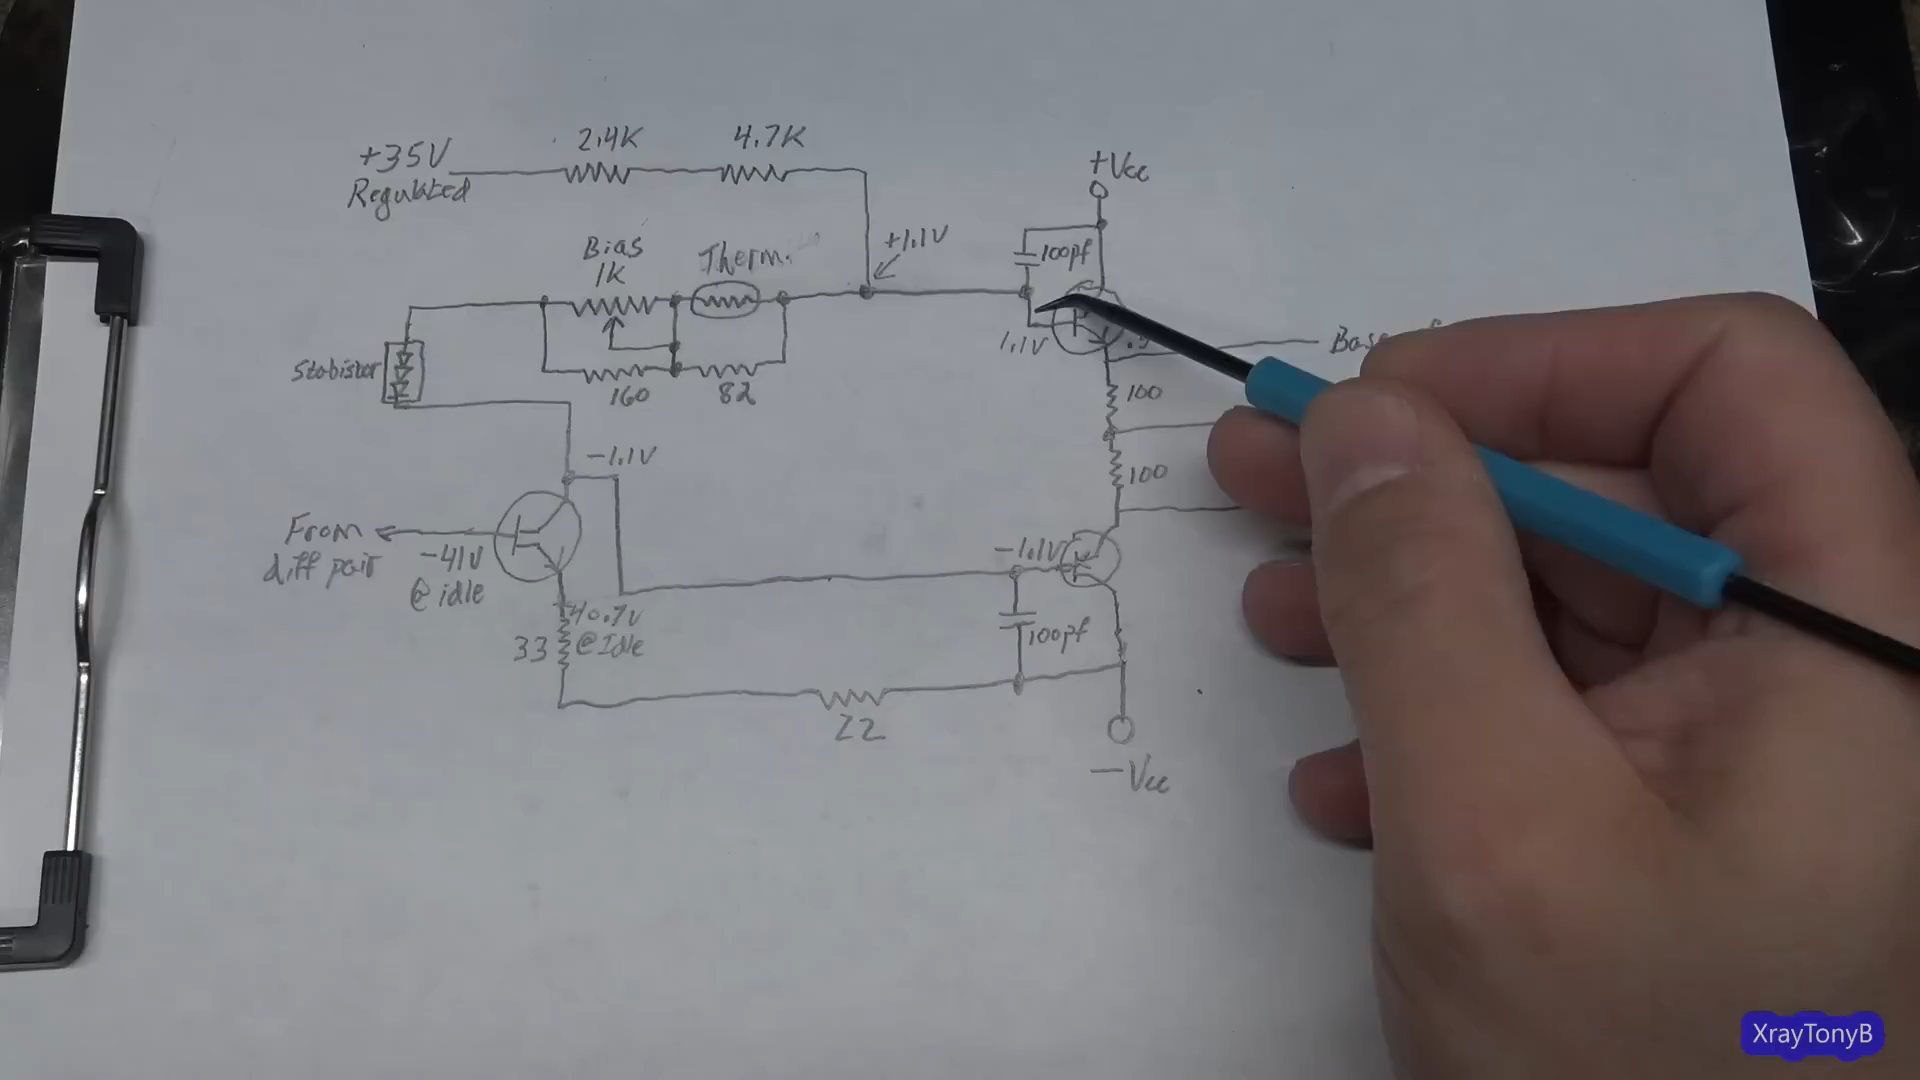 +35V
Regulated
2.4K
4.7K
+Vcc
Bias
1K
Therm.
+1.1V
100pf
1.1V
Stabistor
160
82
100
100
-1.1V
From
diff pair
-41V
@ idle
-40.7V
@Idle
33
-1.1V
100pf
22
-Vcc
XrayTonyB